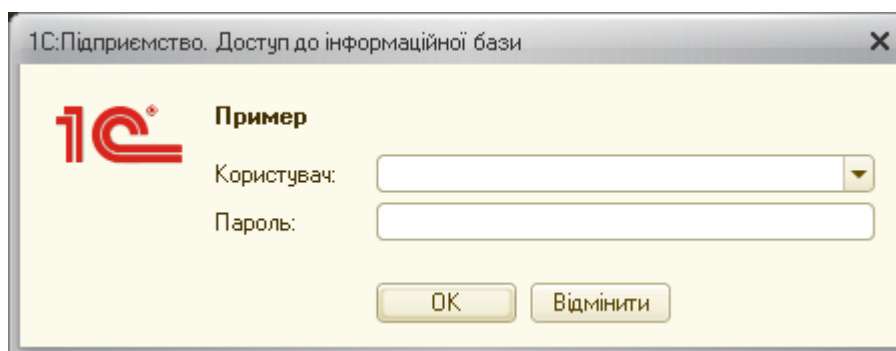 1С:Підприємство. Доступ до інформаційної бази
1С®
Пример
Користувач:
Пароль:
OK
Відмінити